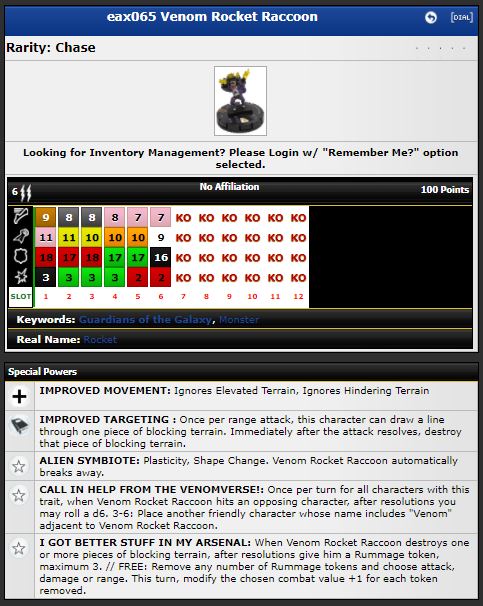 eax065 Venom Rocket Raccoon
[DIAL]
Rarity: Chase
Looking for Inventory Management? Please Login w/ "Remember Me?" option
selected.
6 No Affiliation 100 Points
9 8 8 8 7 7 KO KO KO KO KO KO
11 11 10 10 10 9 KO KO KO KO KO KO
18 17 18 17 17 16 KO KO KO KO KO KO
3 3 3 3 2 2 KO KO KO KO KO KO
SLOT 1 2 3 4 5 6 7 8 9 10 11 12
Keywords: Guardians of the Galaxy, Monster
Real Name: Rocket
Special Powers
IMPROVED MOVEMENT: Ignores Elevated Terrain, Ignores Hindering Terrain
IMPROVED TARGETING : Once per range attack, this character can draw a line
through one piece of blocking terrain. Immediately after the attack resolves, destroy
that piece of blocking terrain.
ALIEN SYMBIOTE: Plasticity, Shape Change. Venom Rocket Raccoon automatically
breaks away.
CALL IN HELP FROM THE VENOMVERSE!: Once per turn for all characters with this
trait, when Venom Rocket Raccoon hits an opposing character, after resolutions you
may roll a d6. 3-6: Place another friendly character whose name includes "Venom"
adjacent to Venom Rocket Raccoon.
I GOT BETTER STUFF IN MY ARSENAL: When Venom Rocket Raccoon destroys one
or more pieces of blocking terrain, after resolutions give him a Rummage token,
maximum 3. // FREE: Remove any number of Rummage tokens and choose attack,
damage or range. This turn, modify the chosen combat value +1 for each token
removed.